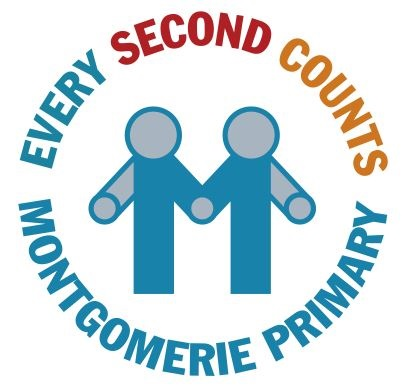 EVERY SECOND COUNTS
M
MONTGOMERIE PRIMARY